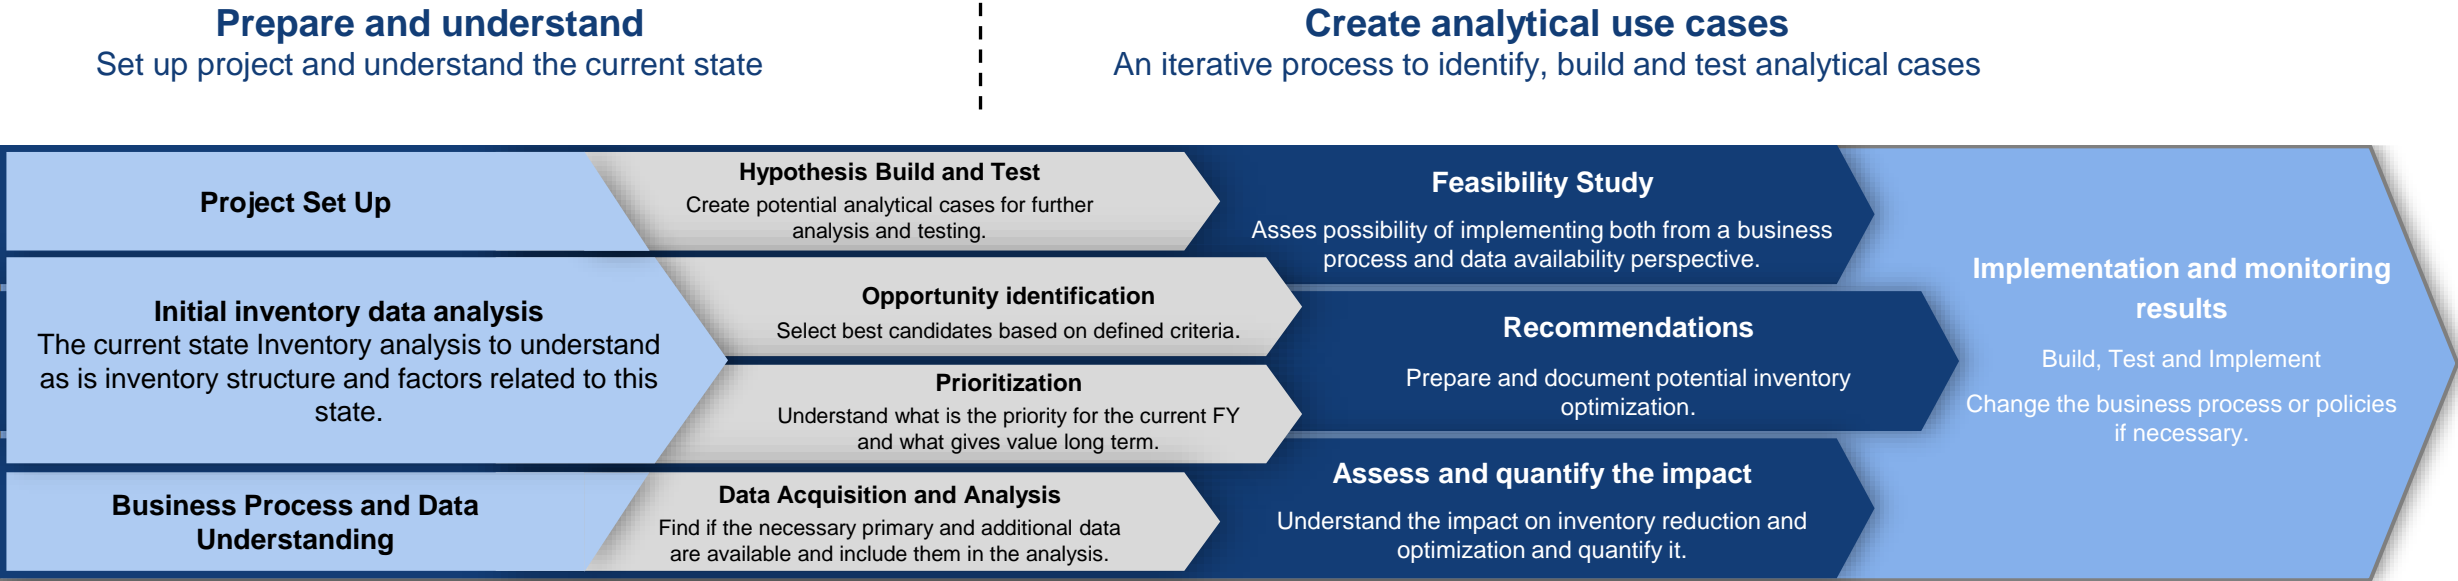 Prepare and understand
Set up project and understand the current state
Create analytical use cases
An iterative process to identify, build and test analytical cases
Project Set Up
Initial inventory data analysis
The current state Inventory analysis to understand
as is inventory structure and factors related to this
state.
Business Process and Data
Understanding
Hypothesis Build and Test
Create potential analytical cases for further
analysis and testing.
Opportunity identification
Select best candidates based on defined criteria.
Prioritization
Understand what is the priority for the current FY
and what gives value long term.
Data Acquisition and Analysis
Find if the necessary primary and additional data
are available and include them in the analysis.
Feasibility Study
Asses possibility of implementing both from a business
process and data availability perspective.
Recommendations
Prepare and document potential inventory
optimization.
Assess and quantify the impact
Understand the impact on inventory reduction and
optimization and quantify it.
Implementation and monitoring
results
Build, Test and Implement
Change the business process or policies
if necessary.